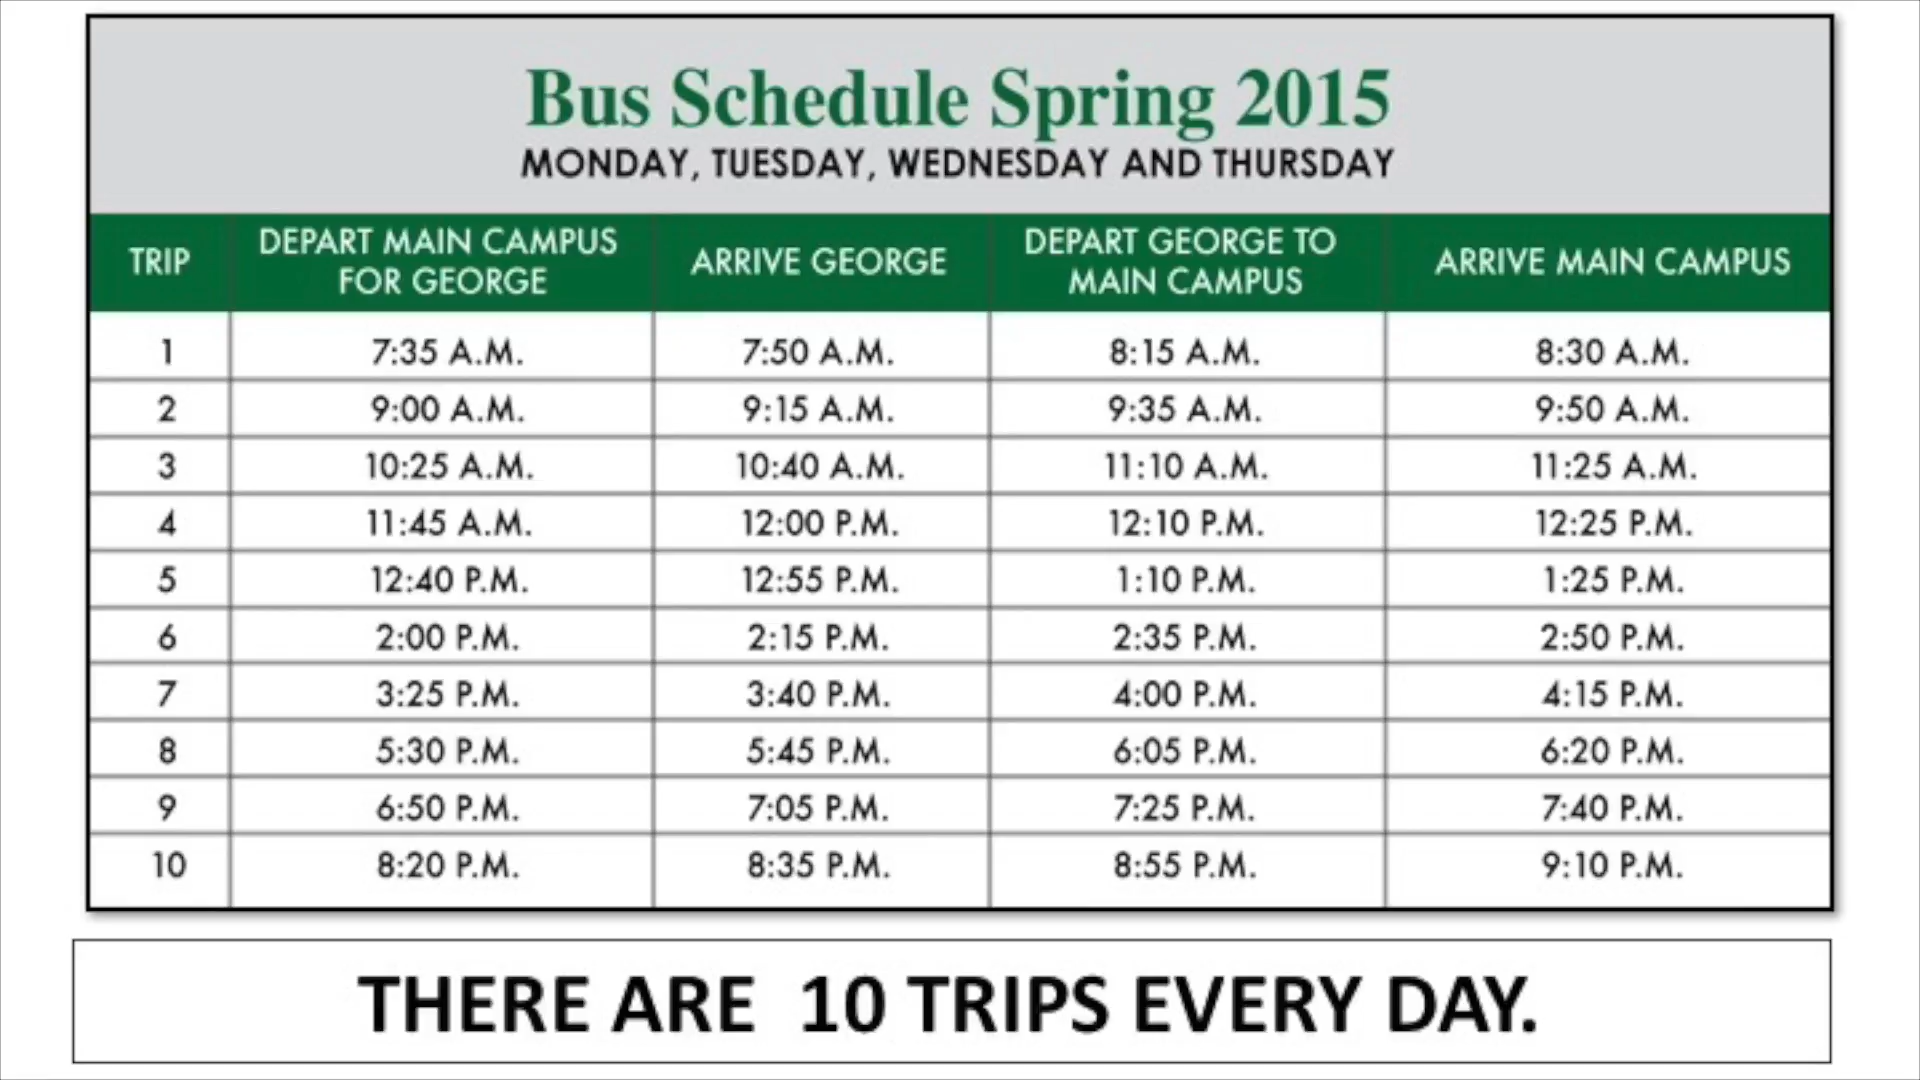 Bus Schedule Spring 2015
MONDAY, TUESDAY, WEDNESDAY AND THURSDAY
TRIP DEPART MAIN CAMPUS FOR GEORGE ARRIVE GEORGE DEPART GEORGE TO MAIN CAMPUS ARRIVE MAIN CAMPUS
1 7:35 A.M. 7:50 A.M. 8:15 A.M. 8:30 A.M.
2 9:00 A.M. 9:15 A.M. 9:35 A.M. 9:50 A.M.
3 10:25 A.M. 10:40 A.M. 11:10 A.M. 11:25 A.M.
4 11:45 A.M. 12:00 P.M. 12:10 P.M. 12:25 P.M.
5 12:40 P.M. 12:55 P.M. 1:10 P.M. 1:25 P.M.
6 2:00 P.M. 2:15 P.M. 2:35 P.M. 2:50 P.M.
7 3:25 P.M. 3:40 P.M. 4:00 P.M. 4:15 P.M.
8 5:30 P.M. 5:45 P.M. 6:05 P.M. 6:20 P.M.
9 6:50 P.M. 7:05 P.M. 7:25 P.M. 7:40 P.M.
10 8:20 P.M. 8:35 P.M. 8:55 P.M. 9:10 P.M.
THERE ARE  10 TRIPS EVERY DAY.